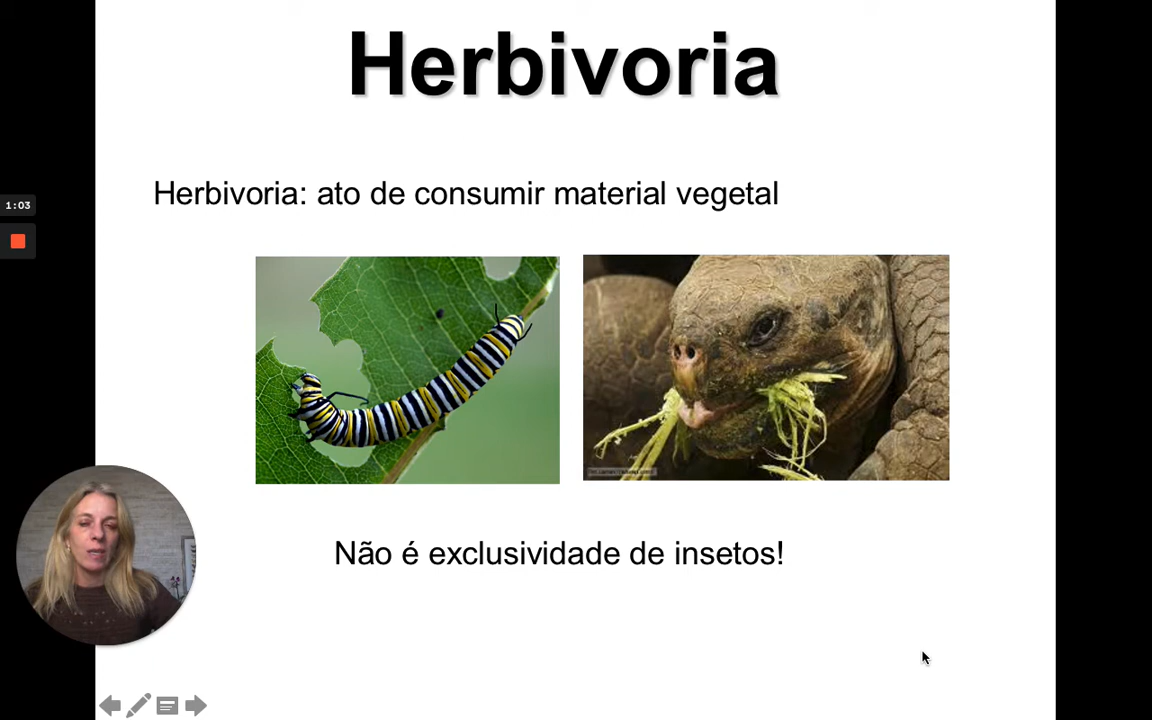 Herbivoria
Herbivoria: ato de consumir material vegetal
1:03
Não é exclusividade de insetos!